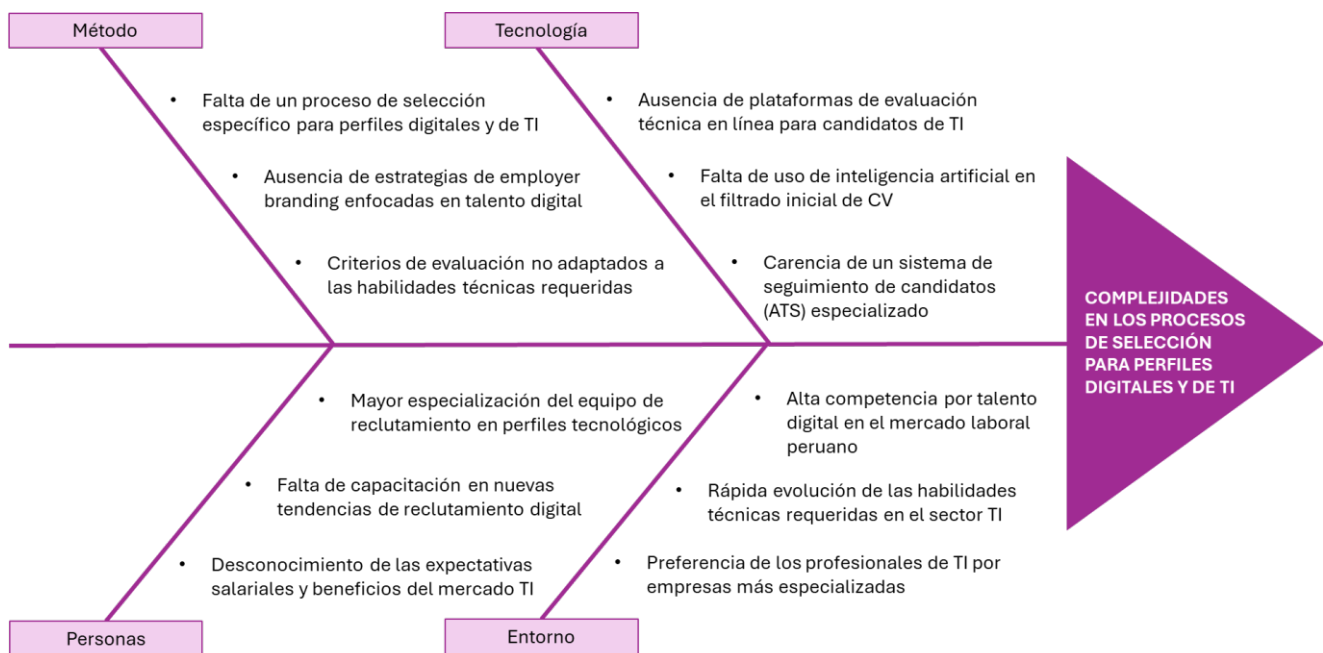 Método
• Falta de un proceso de selección
específico para perfiles digitales y de TI
• Ausencia de estrategias de employer
branding enfocadas en talento digital
• Criterios de evaluación no adaptados a
las habilidades técnicas requeridas
Tecnología
• Ausencia de plataformas de evaluación
técnica en línea para candidatos de TI
• Falta de uso de inteligencia artificial en
el filtrado inicial de CV
• Carencia de un sistema de
seguimiento de candidatos
(ATS) especializado
COMPLEJIDADES
EN LOS PROCESOS
DE SELECCIÓN
PARA PERFILES
DIGITALES Y DE TI
• Mayor especialización del equipo de
reclutamiento en perfiles tecnológicos
• Falta de capacitación en nuevas
tendencias de reclutamiento digital
• Desconocimiento de las expectativas
salariales y beneficios del mercado TI
Personas
• Alta competencia por talento
digital en el mercado laboral
peruano
• Rápida evolución de las habilidades
técnicas requeridas en el sector TI
• Preferencia de los profesionales de TI por
empresas más especializadas
Entorno